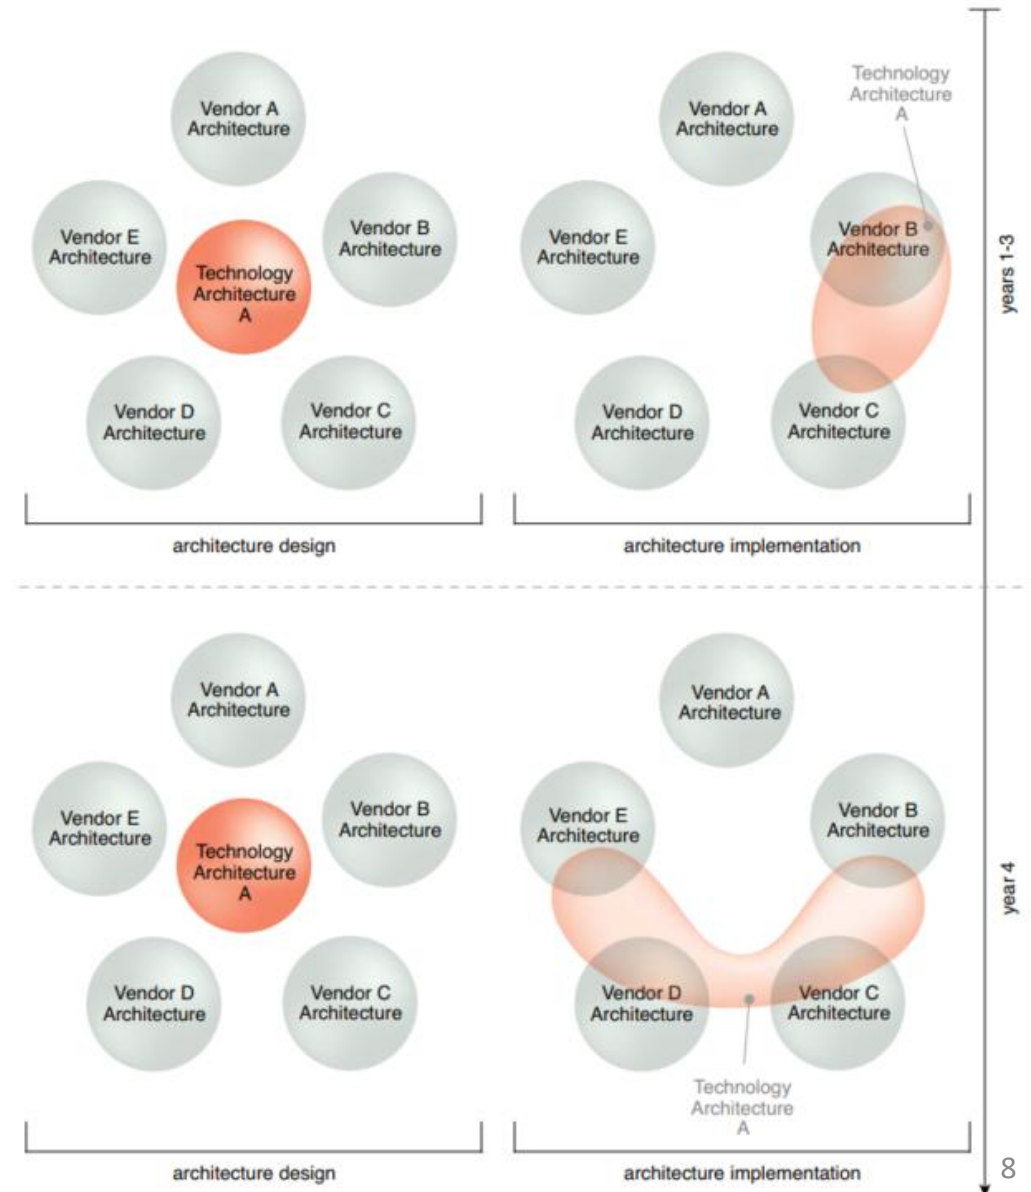 Vendor A
Architecture
Vendor E
Architecture
Vendor B
Architecture
Technology
Architecture
A
Vendor D
Architecture
Vendor C
Architecture
architecture design
Vendor A
Architecture
Technology
Architecture
A
Vendor E
Architecture
Vendor B
Architecture
Vendor D
Architecture
Vendor C
Architecture
architecture implementation
years 1-3
Vendor A
Architecture
Vendor E
Architecture
Vendor B
Architecture
Technology
Architecture
A
Vendor D
Architecture
Vendor C
Architecture
architecture design
Vendor A
Architecture
Vendor E
Architecture
Vendor B
Architecture
Vendor D
Architecture
Vendor C
Architecture
Technology
Architecture
A
architecture implementation
year 4
8